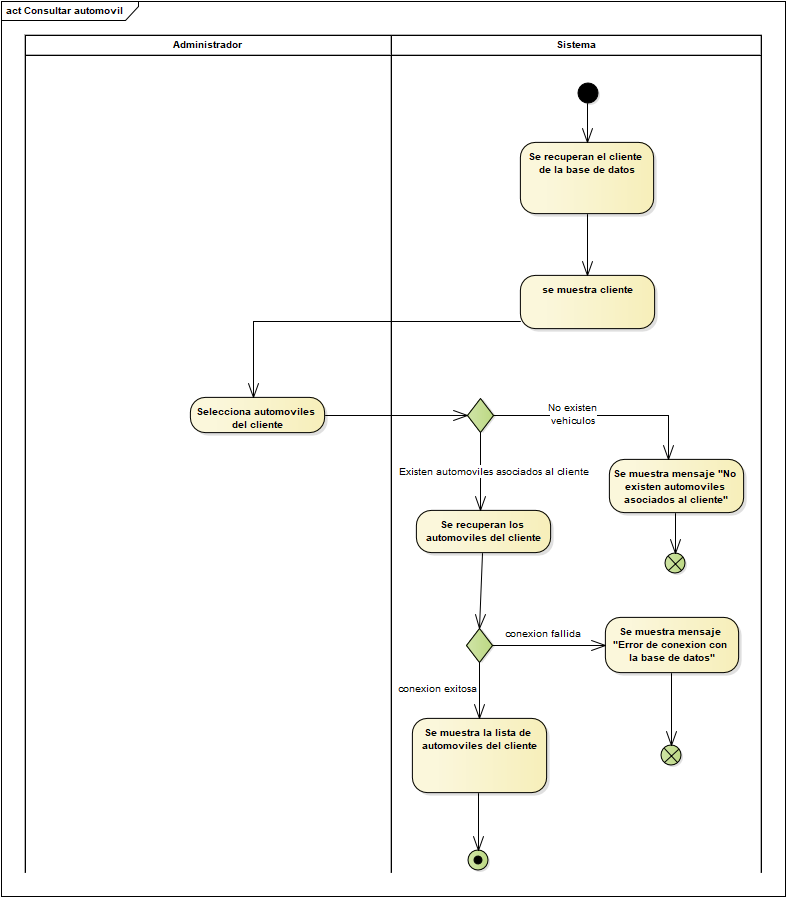 act Consultar automovil
Administrador
Sistema
Se recuperan el cliente
de la base de datos
se muestra cliente
Selecciona automoviles
del cliente
No existen
vehiculos
Existen automoviles asociados al cliente
Se muestra mensaje "No
existen automoviles
asociados al cliente"
Se recuperan los
automoviles del cliente
conexion fallida
Se muestra mensaje
"Error de conexion con
la base de datos"
conexion exitosa
Se muestra la lista de
automoviles del cliente